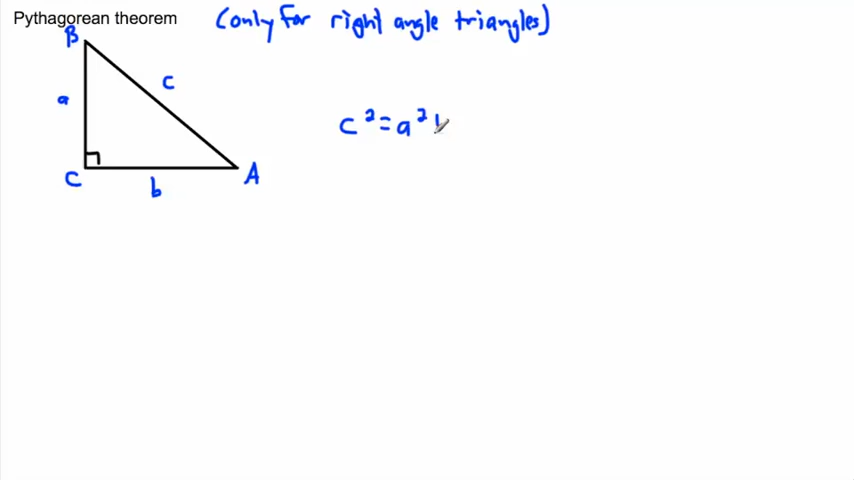 Pythagorean theorem (only for right angle triangles)
B
c
a
c² = a²
C
b
A